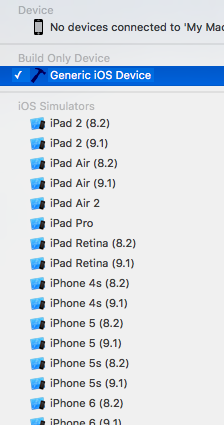 Device
No devices connected to 'My Mac
Build Only Device
✓ Generic iOS Device
iOS Simulators
iPad 2 (8.2)
iPad 2 (9.1)
iPad Air (8.2)
iPad Air (9.1)
iPad Air 2
iPad Pro
iPad Retina (8.2)
iPad Retina (9.1)
iPhone 4s (8.2)
iPhone 4s (9.1)
iPhone 5 (8.2)
iPhone 5 (9.1)
iPhone 5s (8.2)
iPhone 5s (9.1)
iPhone 6 (8.2)
iPhone 6 (9.1)